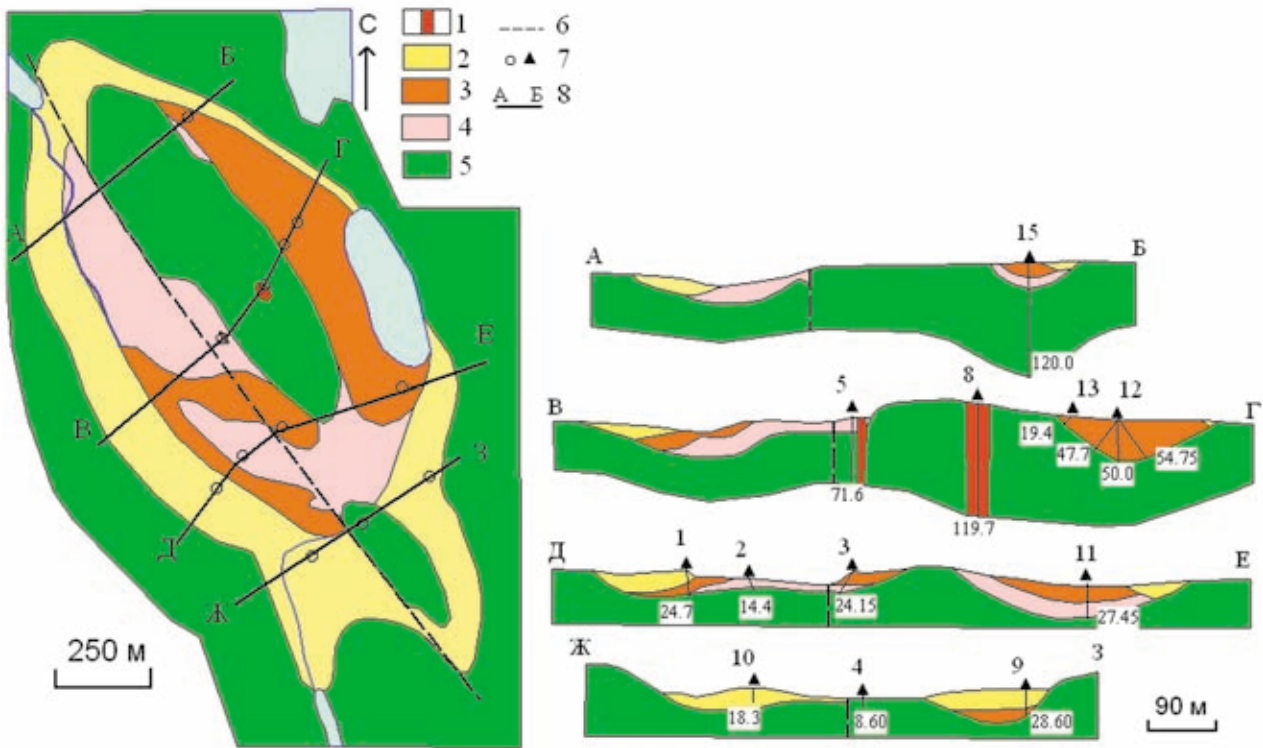 С
1
2
3
4
5
6
7
А Б 8
Б
Г
А
Е
В
З
Д
Ж
250 м
А 15 Б
120.0
В 5 8 13 12 Г
19.4
47.7
50.0
54.75
71.6
119.7
Д 1 2 3 11 Е
24.7 14.4 24.15 27.45
Ж 10 4 9 З
18.3 8.60 28.60
90 м